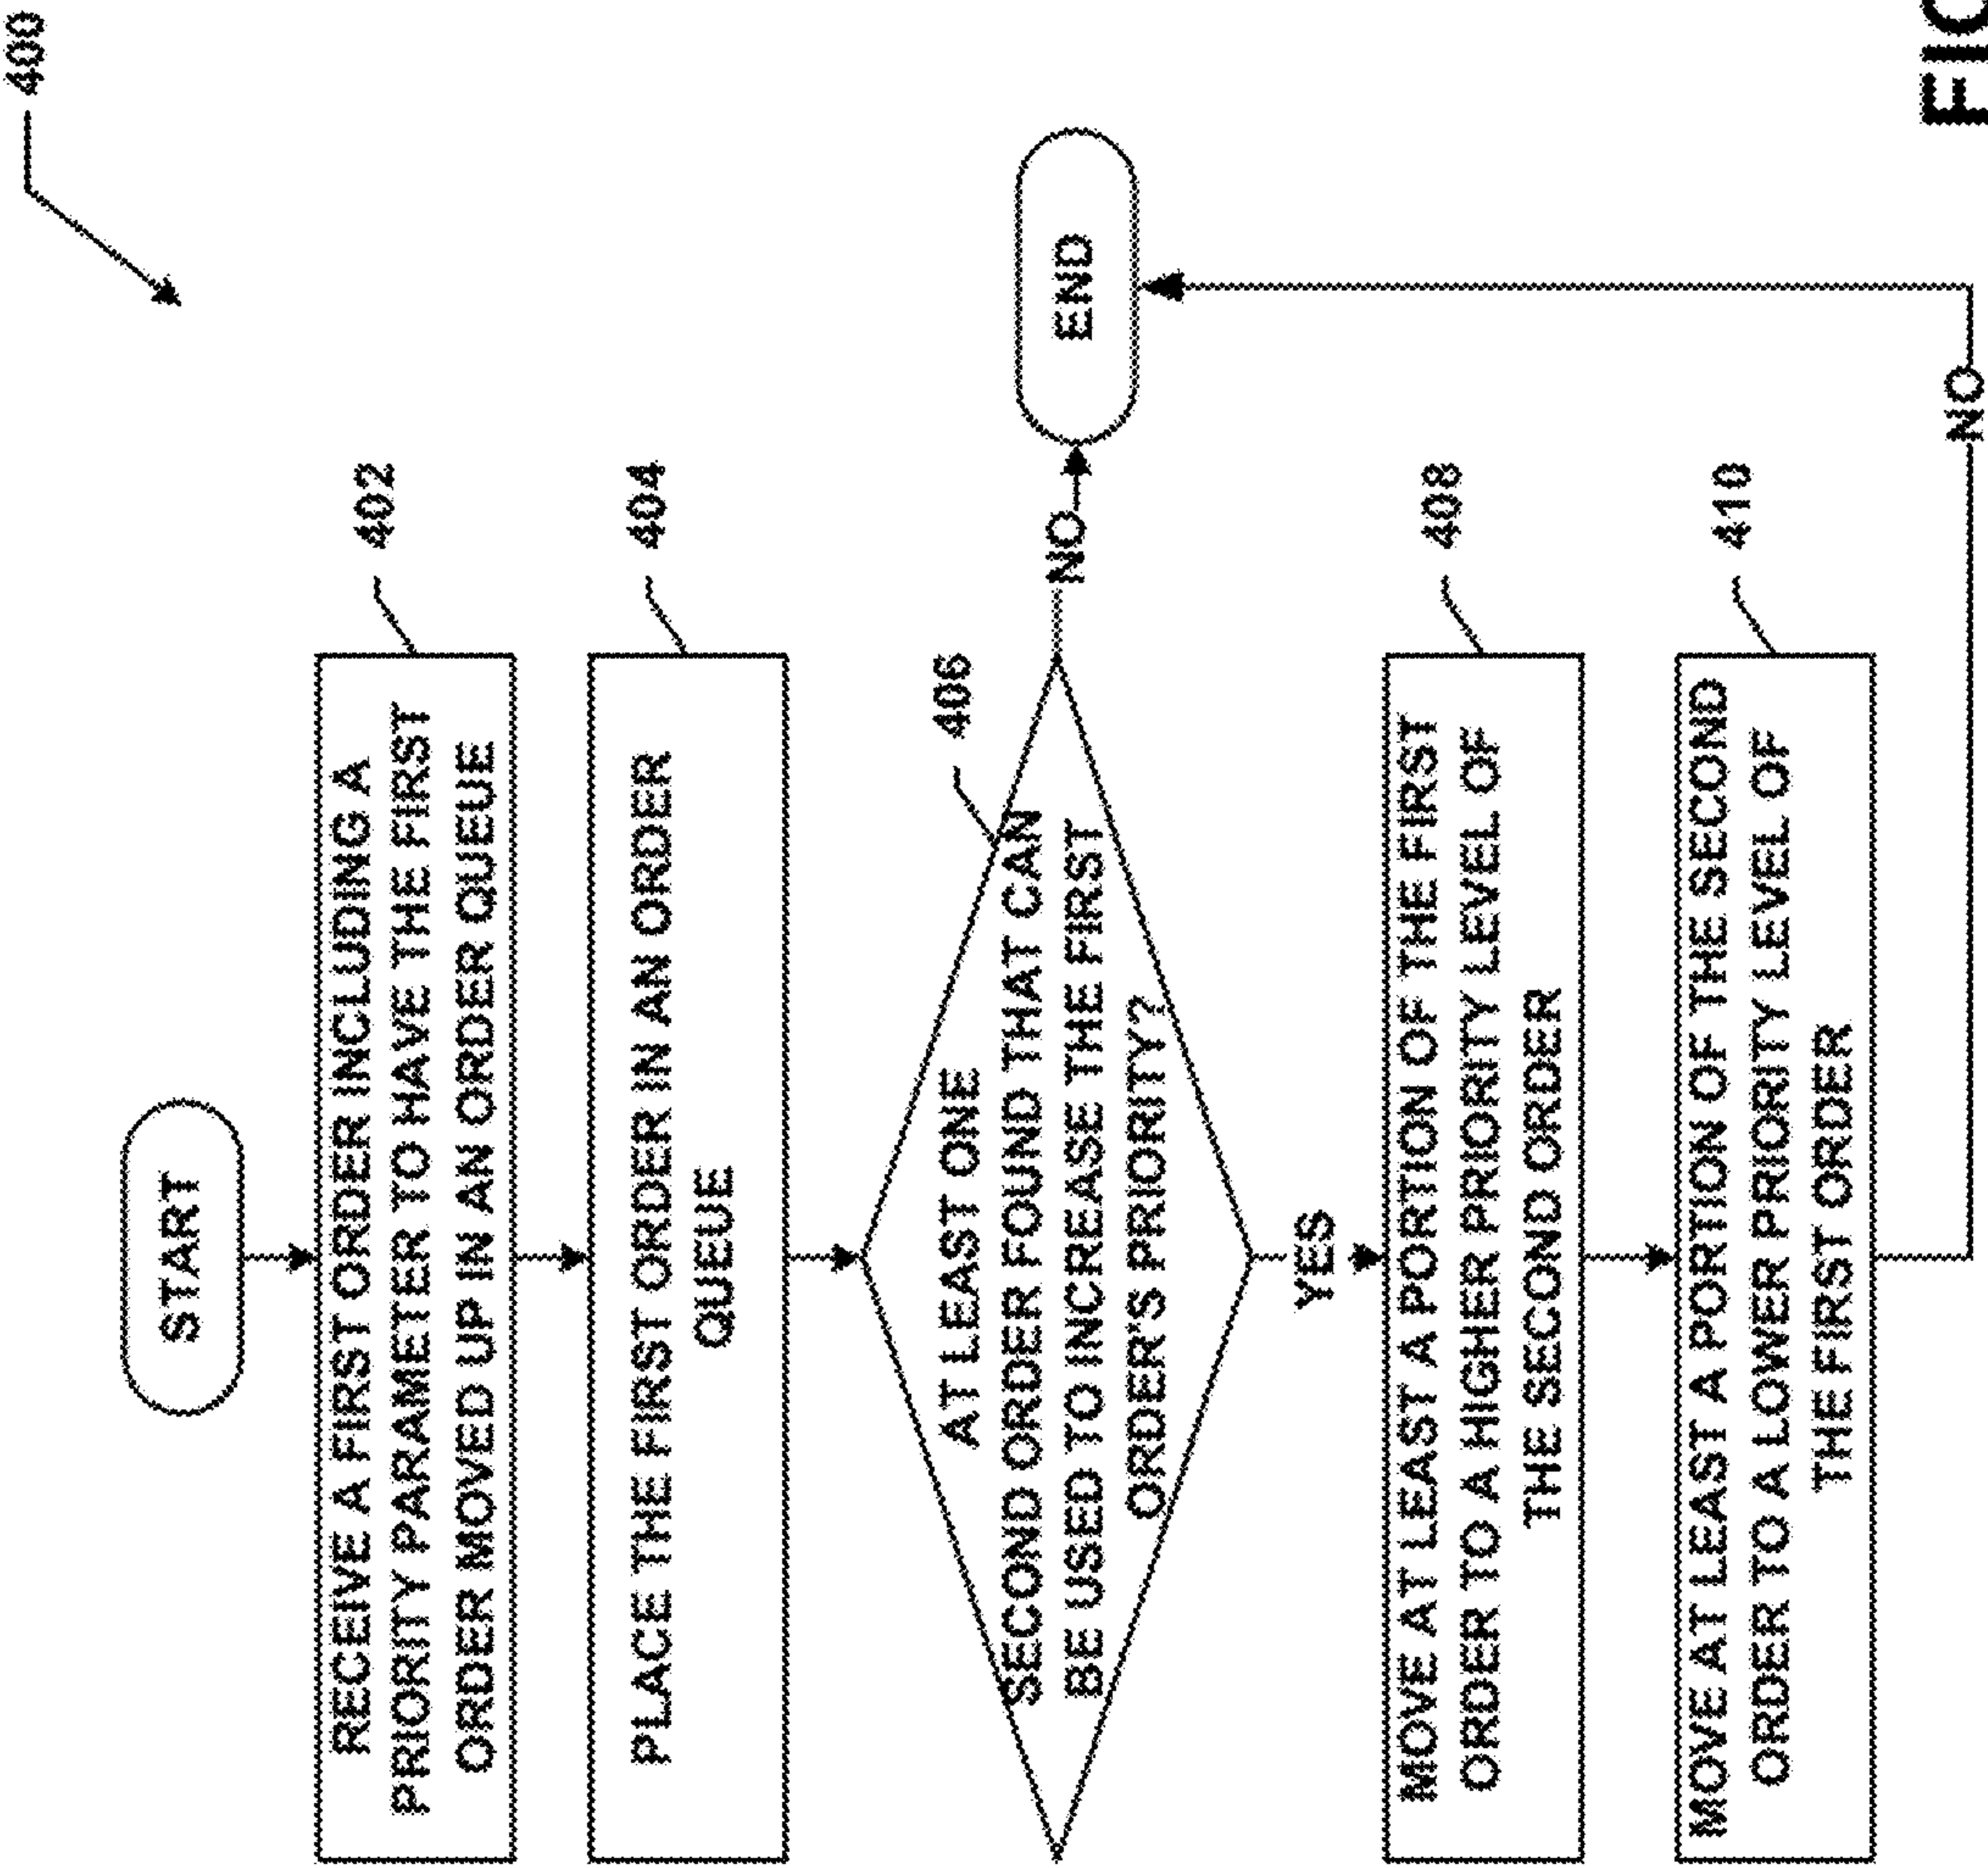 400
START
RECEIVE A FIRST ORDER INCLUDING A
PRIORITY PARAMETER TO HAVE THE FIRST
ORDER MOVED UP IN AN ORDER QUEUE
402
PLACE THE FIRST ORDER IN AN ORDER
QUEUE
404
406
AT LEAST ONE
SECOND ORDER FOUND THAT CAN
BE USED TO INCREASE THE FIRST
ORDER'S PRIORITY?
NO
END
YES
MOVE AT LEAST A PORTION OF THE FIRST
ORDER TO A HIGHER PRIORITY LEVEL OF
THE SECOND ORDER
408
MOVE AT LEAST A PORTION OF THE SECOND
ORDER TO A LOWER PRIORITY LEVEL OF
THE FIRST ORDER
410
NO